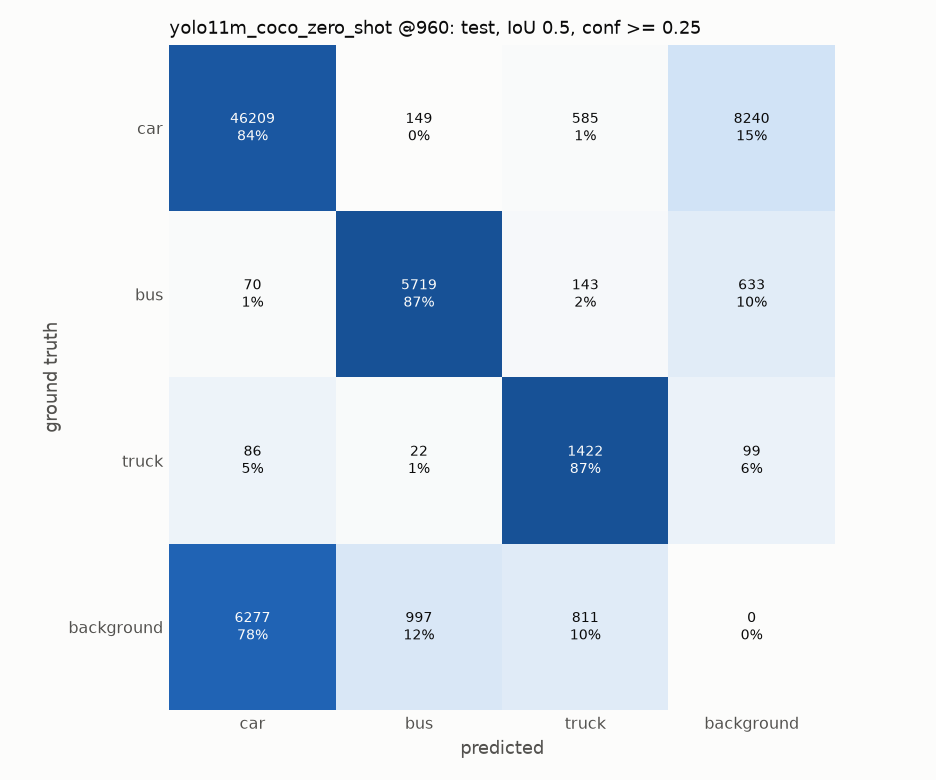 yolo11m_coco_zero_shot @960: test, IoU 0.5, conf >= 0.25
car
46209
84%
149
0%
585
1%
8240
15%
bus
70
1%
5719
87%
143
2%
633
10%
ground truth
truck
86
5%
22
1%
1422
87%
99
6%
background
6277
78%
997
12%
811
10%
0
0%
car
bus
truck
background
predicted